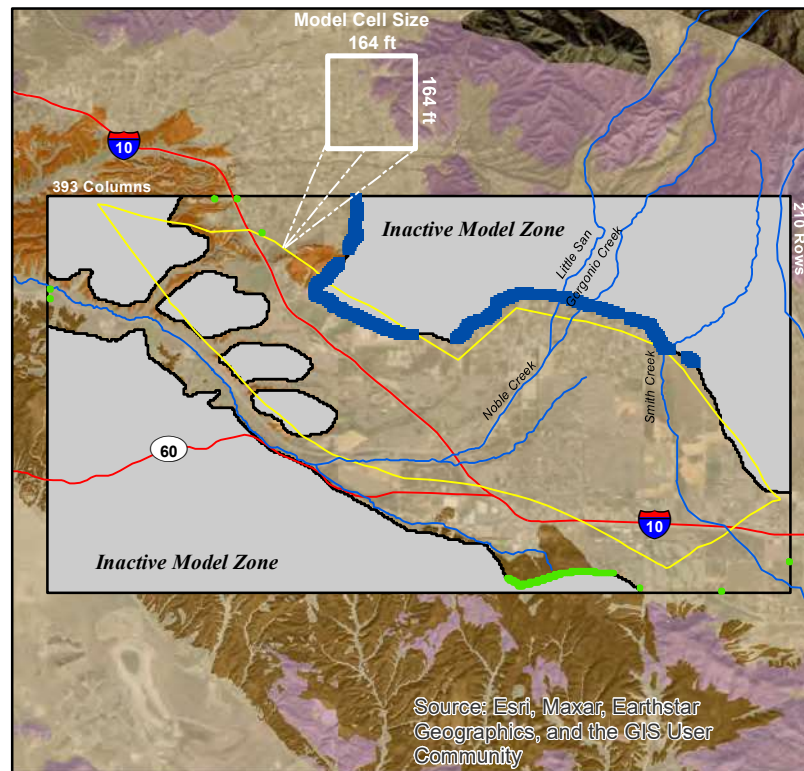 Model Cell Size
164 ft
164 ft
10
393 Columns
210 Rows
Inactive Model Zone
Little San
Gorgonio Creek
Noble Creek
Smith Creek
60
10
Inactive Model Zone
Source: Esri, Maxar, Earthstar
Geographics, and the GIS User
Community